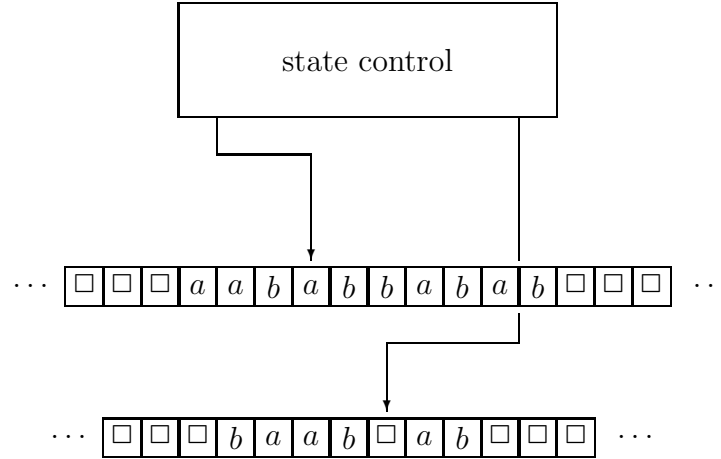 state control
··· □ □ □ a a b a b b a b a b □ □ □ ··
··· □ □ □ b a a b □ a b □ □ □ ···